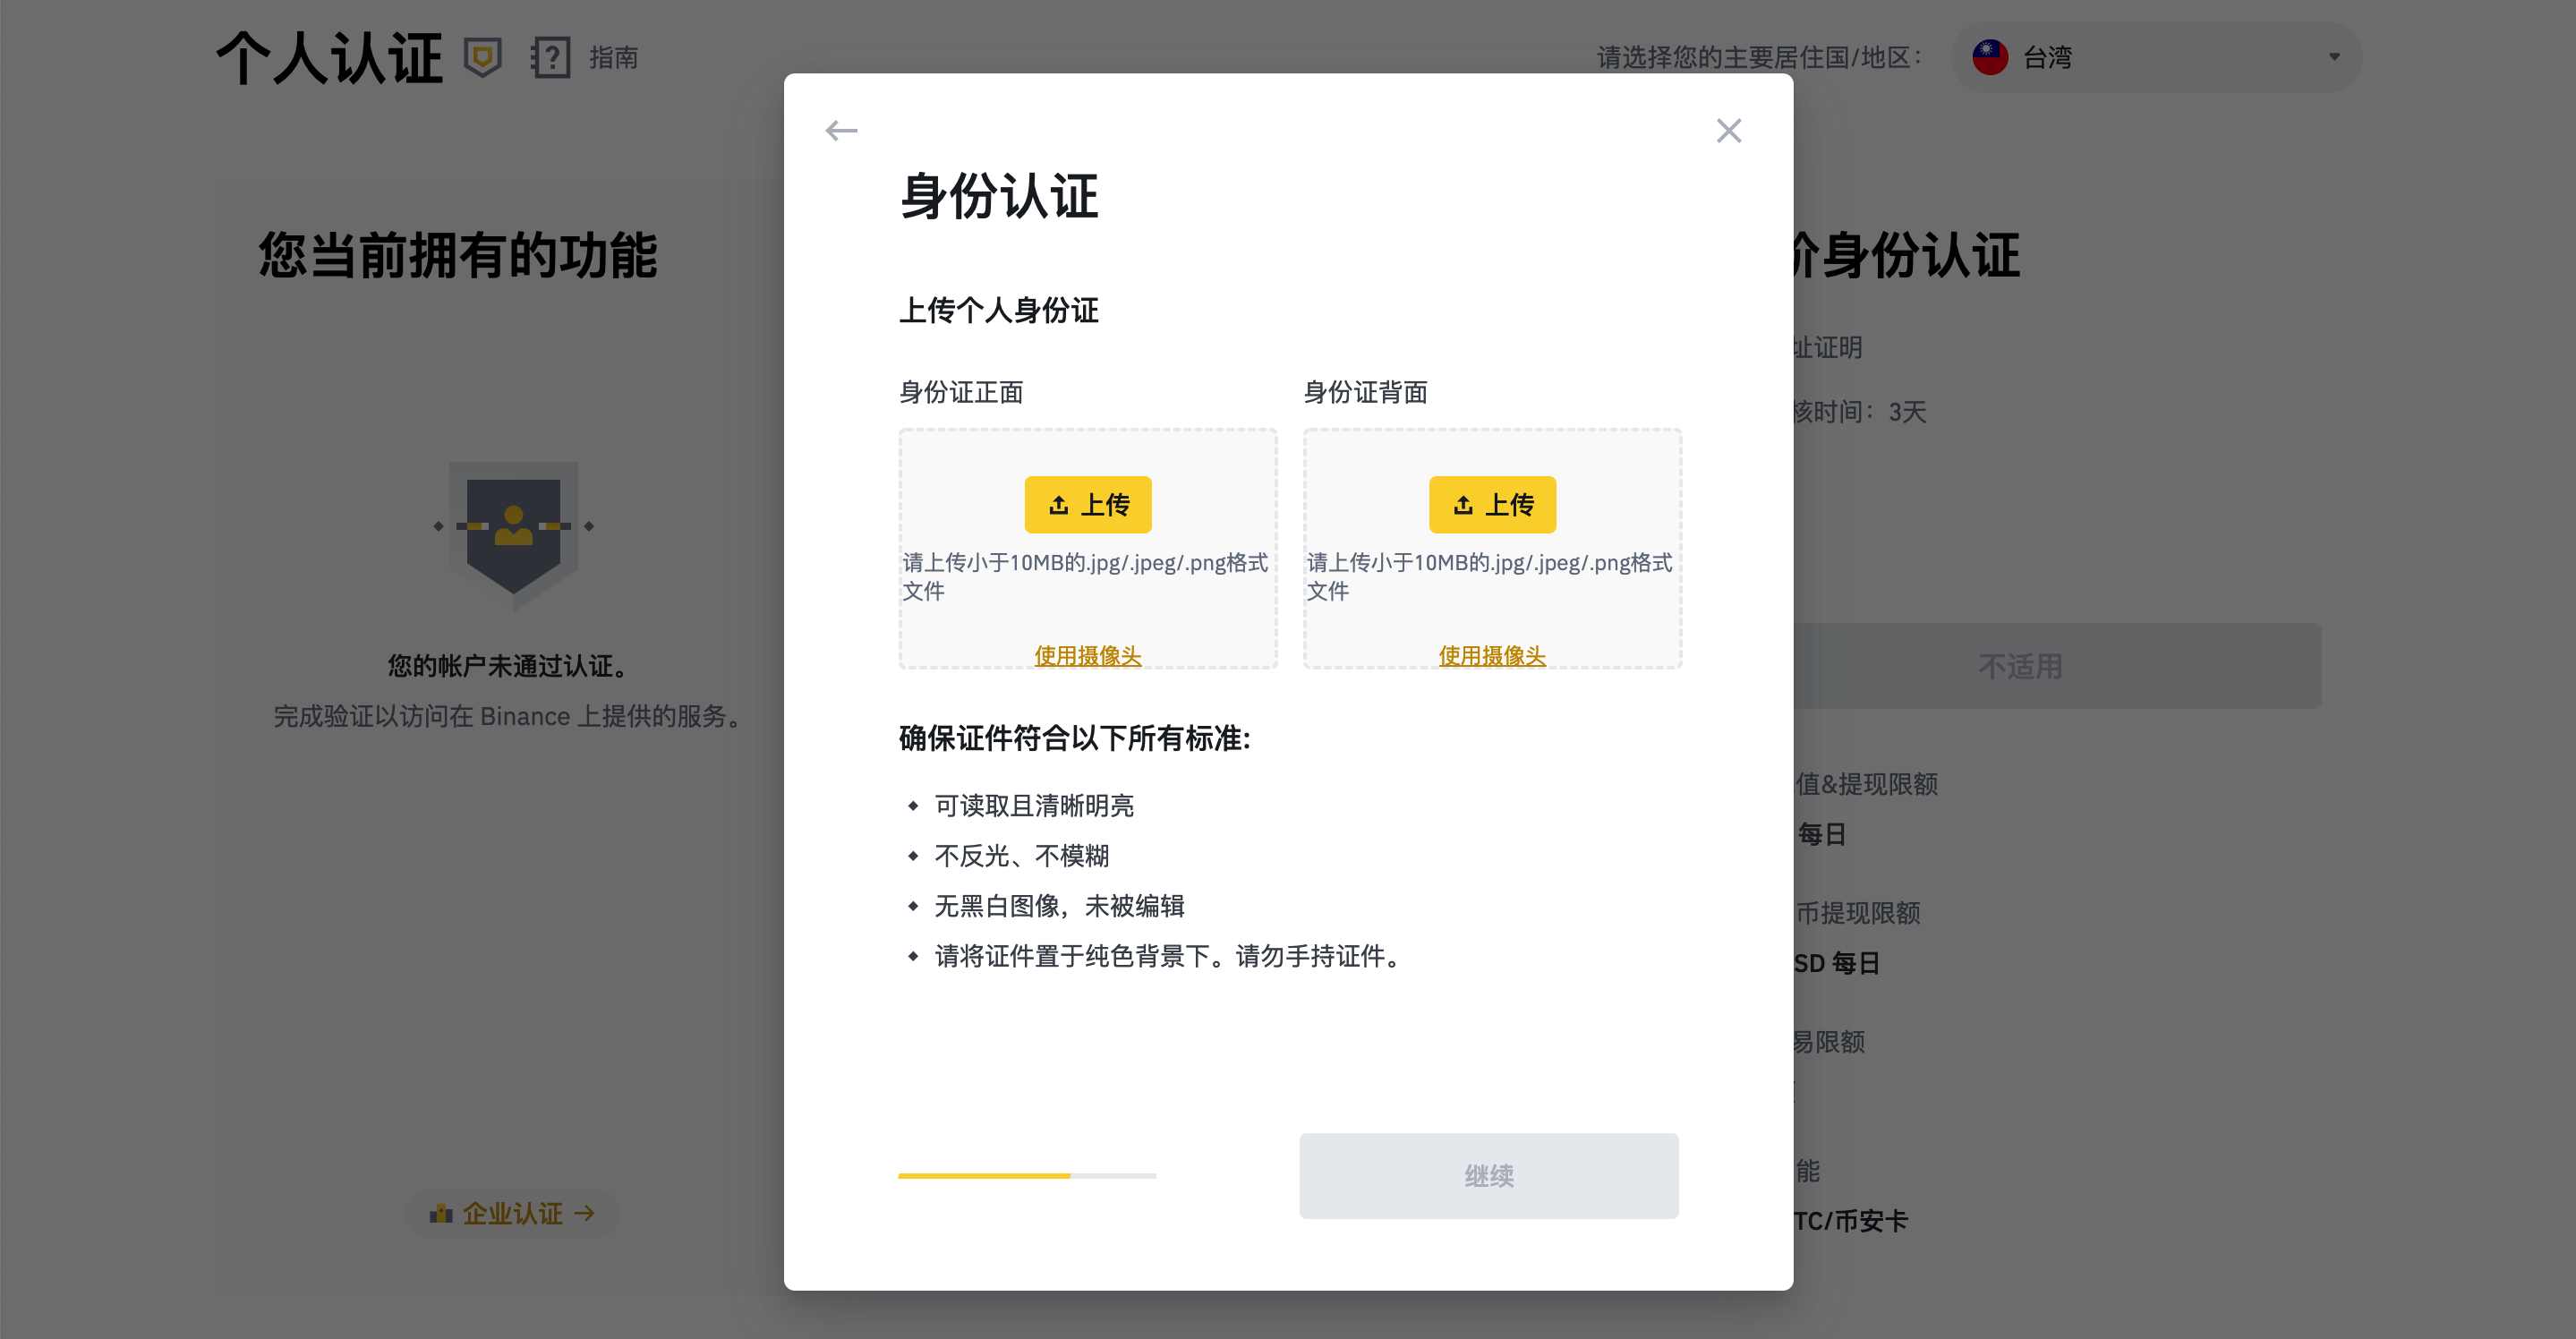 个人认证
指南
请选择您的主要居住国/地区：
台湾
您当前拥有的功能
您的帐户未通过认证。
完成验证以访问在 Binance 上提供的服务。
企业认证
身份认证
上传个人身份证
身份证正面
身份证背面
上传
上传
请上传小于10MB的.jpg/.jpeg/.png格式
文件
请上传小于10MB的.jpg/.jpeg/.png格式
文件
使用摄像头
使用摄像头
确保证件符合以下所有标准:
可读取且清晰明亮
不反光、不模糊
无黑白图像，未被编辑
请将证件置于纯色背景下。请勿手持证件。
继续
阶身份认证
址证明
核时间：3天
不适用
值&提现限额
每日
币提现限额
SD 每日
易限额
能
TC/币安卡